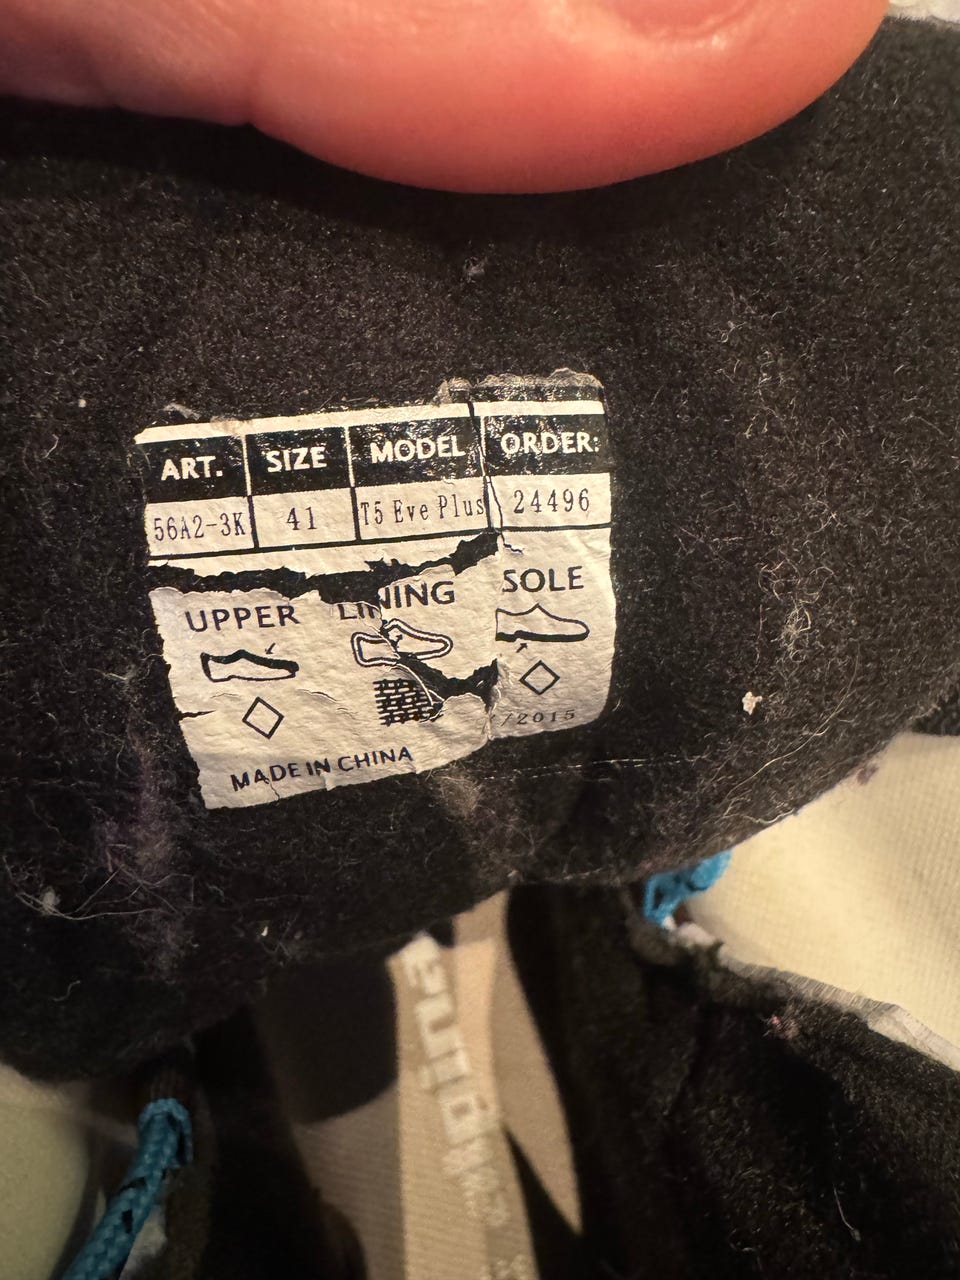 ART. SIZE MODEL ORDER:
56A2-3K 41 T5 Eve Plus 24496
UPPER LINING SOLE
/2015
MADE IN CHINA